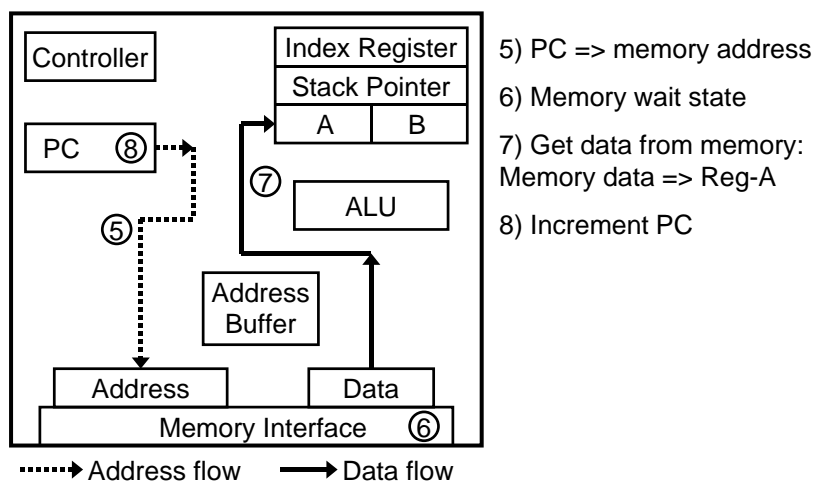 Controller
Index Register
Stack Pointer
A B
PC 8
7
ALU
5
Address
Buffer
Address
Data
Memory Interface 6
Address flow
Data flow
5) PC => memory address
6) Memory wait state
7) Get data from memory:
Memory data => Reg-A
8) Increment PC